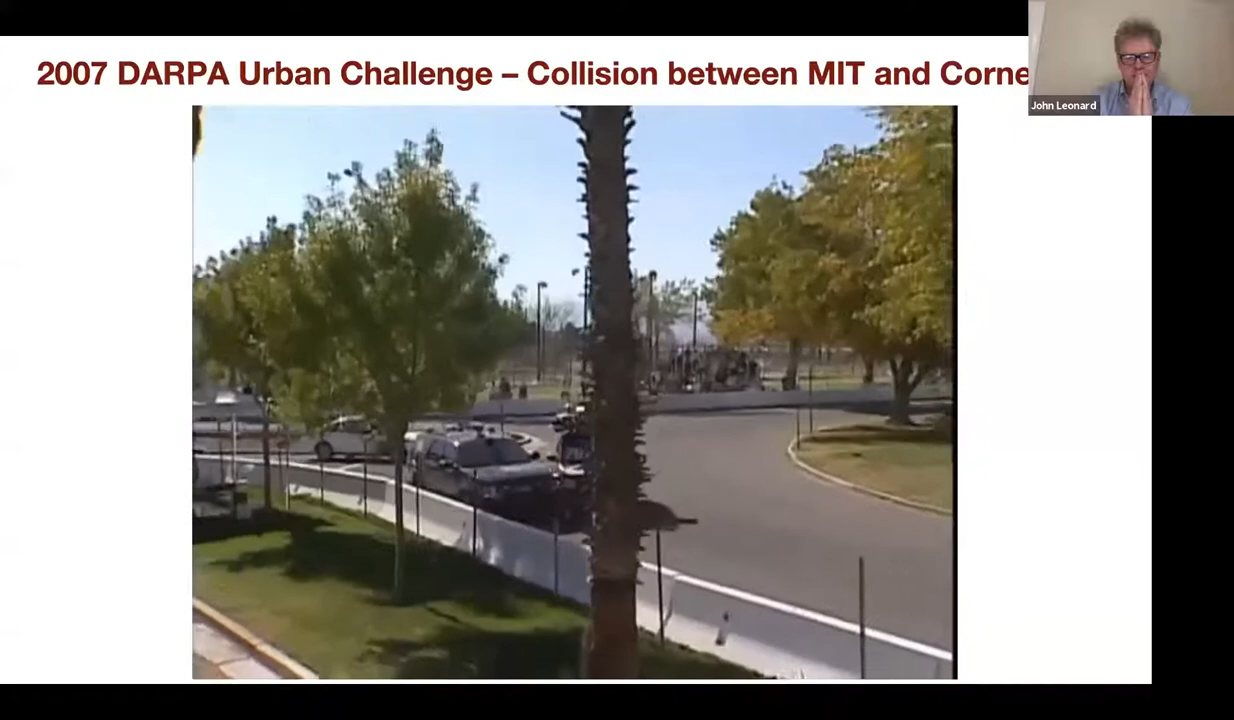 2007 DARPA Urban Challenge – Collision between MIT and Corne
John Leonard